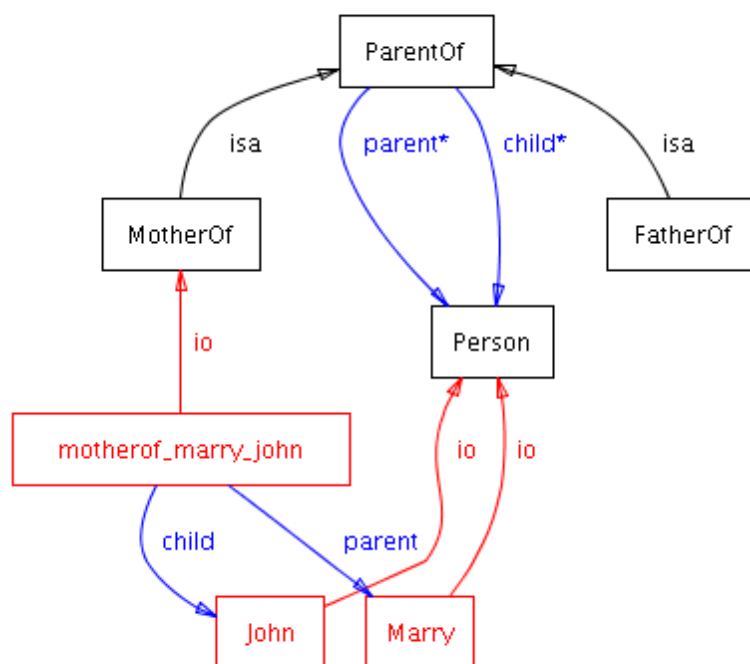 ParentOf
isa
parent*
child*
isa
MotherOf
FatherOf
io
Person
motherof_marry_john
io
io
child
parent
John
Marry